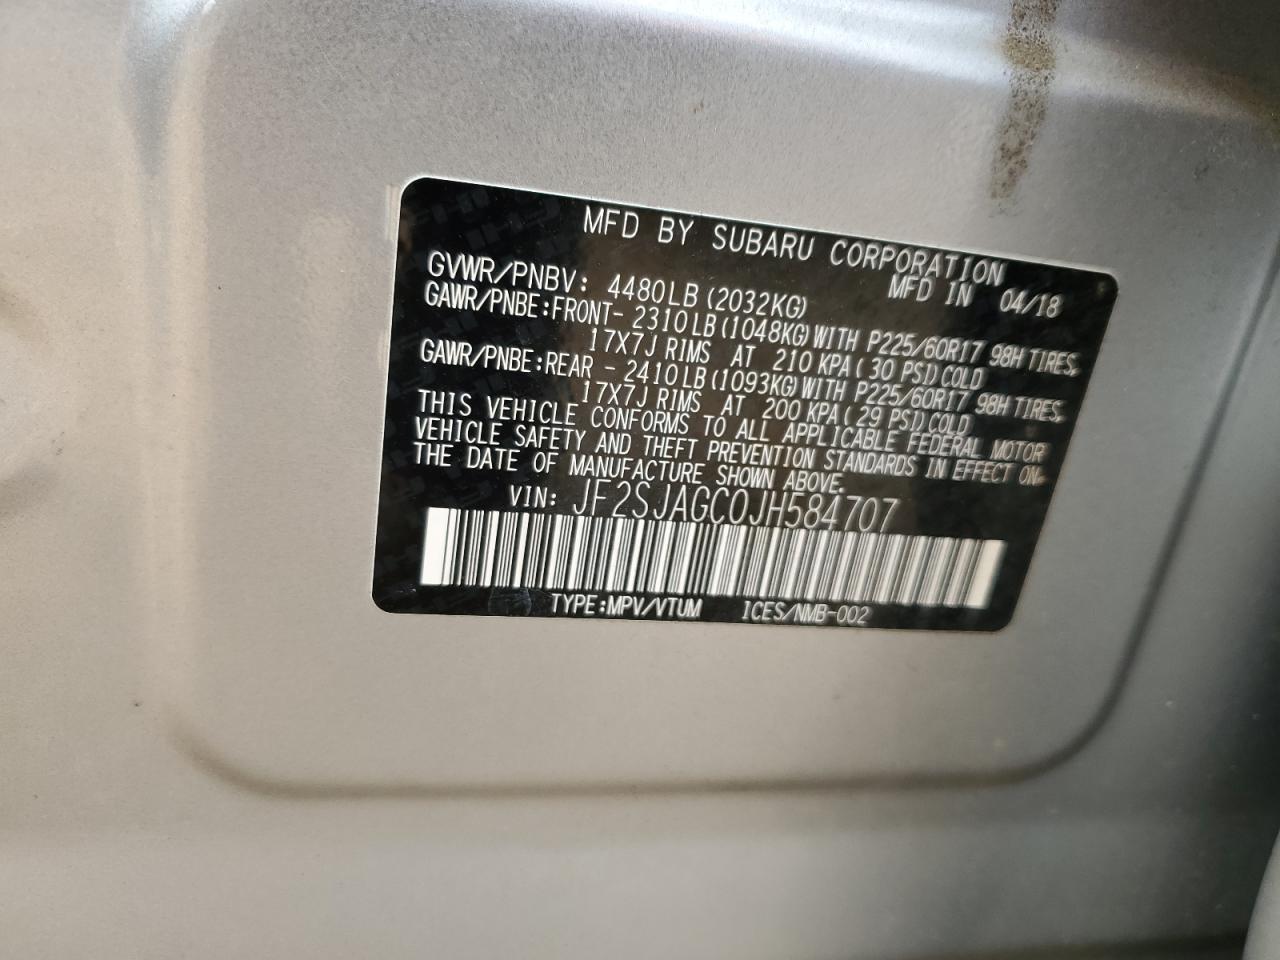 MFD BY SUBARU CORPORATION
MFD IN 04/18
GVWR/PNBV: 4480LB(2032KG)
GAWR/PNBE:FRONT- 2310LB(1048KG)WITH P225/60R17 98H TIRES,
17X7J RIMS AT 210 KPA(30 PSI)COLD
GAWR/PNBE:REAR - 2410LB(1093KG)WITH P225/60R17 98H TIRES,
17X7J RIMS AT 200 KPA(29 PSI)COLD
THIS VEHICLE CONFORMS TO ALL APPLICABLE FEDERAL MOTOR
VEHICLE SAFETY AND THEFT PREVENTION STANDARDS IN EFFECT ON
THE DATE OF MANUFACTURE SHOWN ABOVE.
VIN: JF2SJAGC0JH584707
TYPE:MPV/VTUM ICES/NMB-002